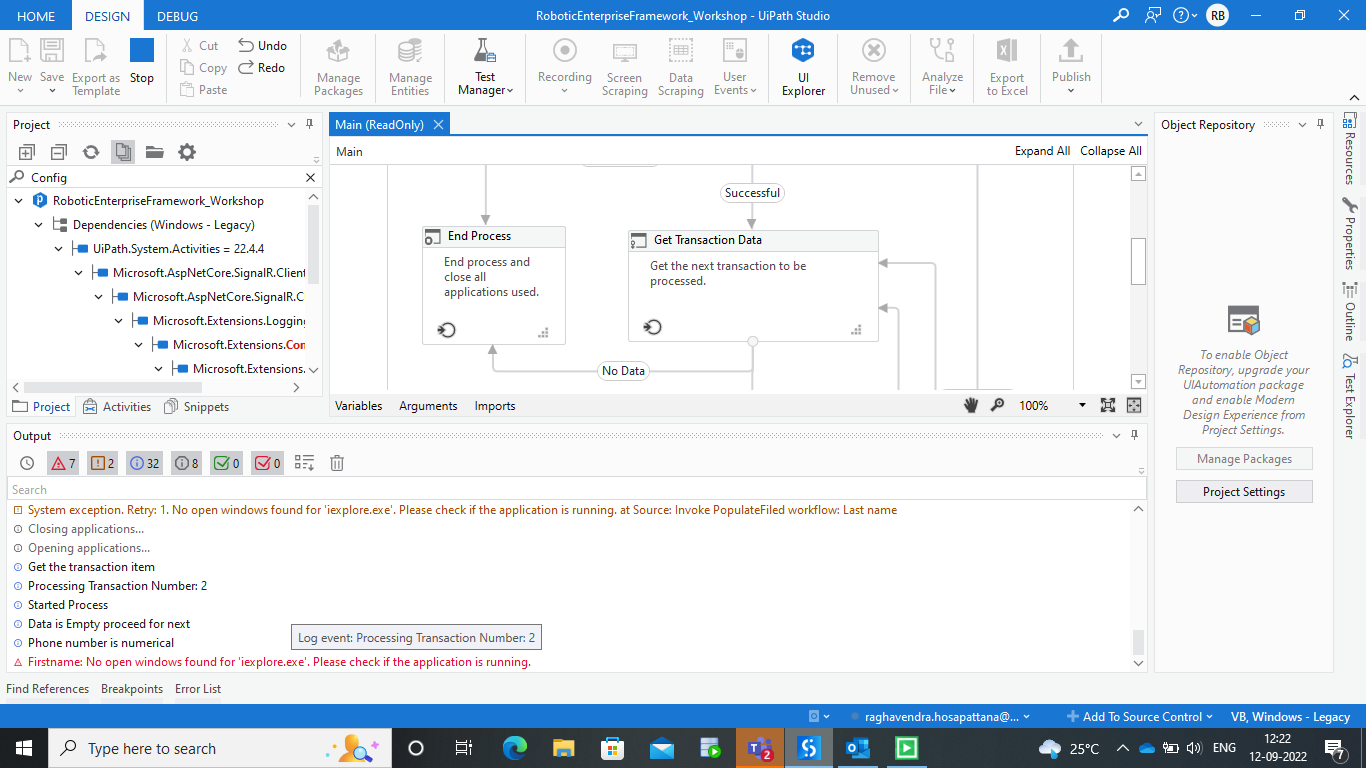 HOME DESIGN DEBUG RoboticEnterpriseFramework_Workshop - UiPath Studio RB
New Save Export as Template Stop
Cut Copy Paste Undo Redo
Manage Packages Manage Entities Test Manager Recording Screen Scraping Data Scraping User Events UI Explorer Remove Unused Analyze File Export to Excel Publish
Project
Config
RoboticEnterpriseFramework_Workshop
Dependencies (Windows - Legacy)
UiPath.System.Activities = 22.4.4
Microsoft.AspNetCore.SignalR.Client
Microsoft.AspNetCore.SignalR.C
Microsoft.Extensions.Logging
Microsoft.Extensions.Con
Microsoft.Extensions.
Project Activities Snippets
Main (ReadOnly)
Main Expand All Collapse All
Successful
End Process
End process and
close all
applications used.
Get Transaction Data
Get the next transaction to be
processed.
No Data
Variables Arguments Imports 100%
Object Repository
To enable Object
Repository, upgrade your
UIAutomation package
and enable Modern
Design Experience from
Project Settings.
Manage Packages
Project Settings
Resources
Properties
Outline
Test Explorer
Output
7 2 32 8 0 0
Search
System exception. Retry: 1. No open windows found for 'iexplore.exe'. Please check if the application is running. at Source: Invoke PopulateFiled workflow: Last name
Closing applications...
Opening applications...
Get the transaction item
Processing Transaction Number: 2
Started Process
Data is Empty proceed for next
Log event: Processing Transaction Number: 2
Phone number is numerical
Firstname: No open windows found for 'iexplore.exe'. Please check if the application is running.
Find References Breakpoints Error List
raghavendra.hosapattana@... Add To Source Control VB, Windows - Legacy
Type here to search 2 25°C ENG 12:22
12-09-2022 7